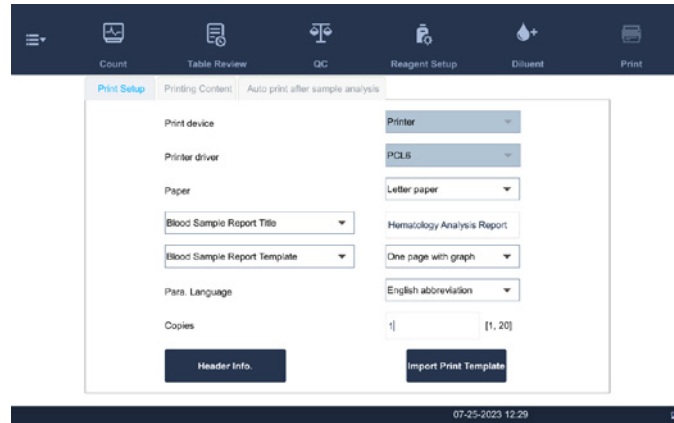 Count Table Review QC Reagent Setup Diluent Print
Print Setup Printing Content Auto print after sample analysis
Print device Printer
Printer driver PCL6
Paper Letter paper
Blood Sample Report Title Hematology Analysis Report
Blood Sample Report Template One page with graph
Para. Language English abbreviation
Copies 1 [1, 20]
Header Info. Import Print Template
07-25-2023 12:29